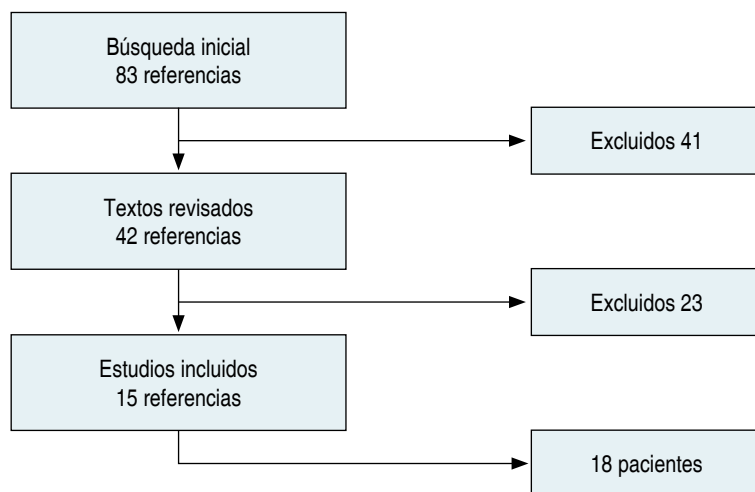 Búsqueda inicial
83 referencias
Excluidos 41
Textos revisados
42 referencias
Excluidos 23
Estudios incluidos
15 referencias
18 pacientes